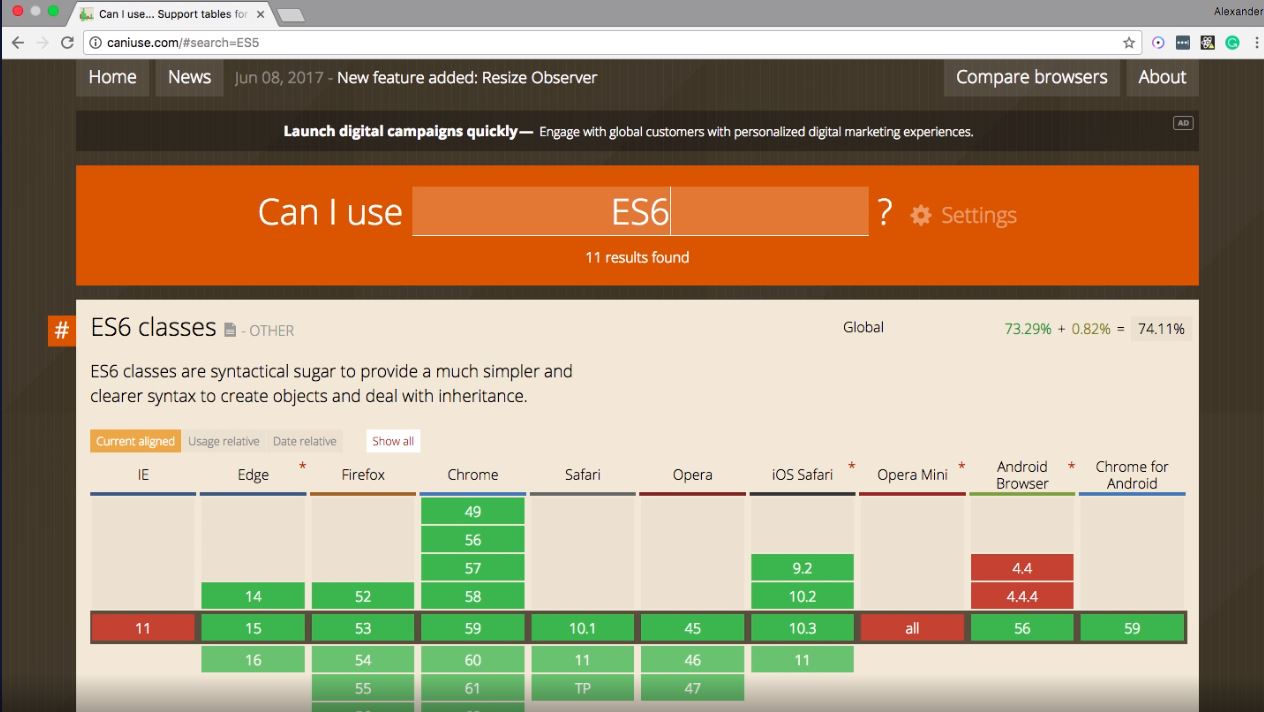 Can I use... Support tables for
Alexander
caniuse.com/#search=ES5
Home News Jun 08, 2017 - New feature added: Resize Observer Compare browsers About
Launch digital campaigns quickly— Engage with global customers with personalized digital marketing experiences. AD
Can I use ES6 ? Settings
11 results found
# ES6 classes - OTHER Global 73.29% + 0.82% = 74.11%
ES6 classes are syntactical sugar to provide a much simpler and
clearer syntax to create objects and deal with inheritance.
Current aligned Usage relative Date relative Show all
IE Edge * Firefox Chrome Safari Opera iOS Safari * Opera Mini * Android Browser * Chrome for Android
49
56
57 9.2 4.4
14 52 58 10.2 4.4.4
11 15 53 59 10.1 45 10.3 all 56 59
16 54 60 11 46 11
55 61 TP 47